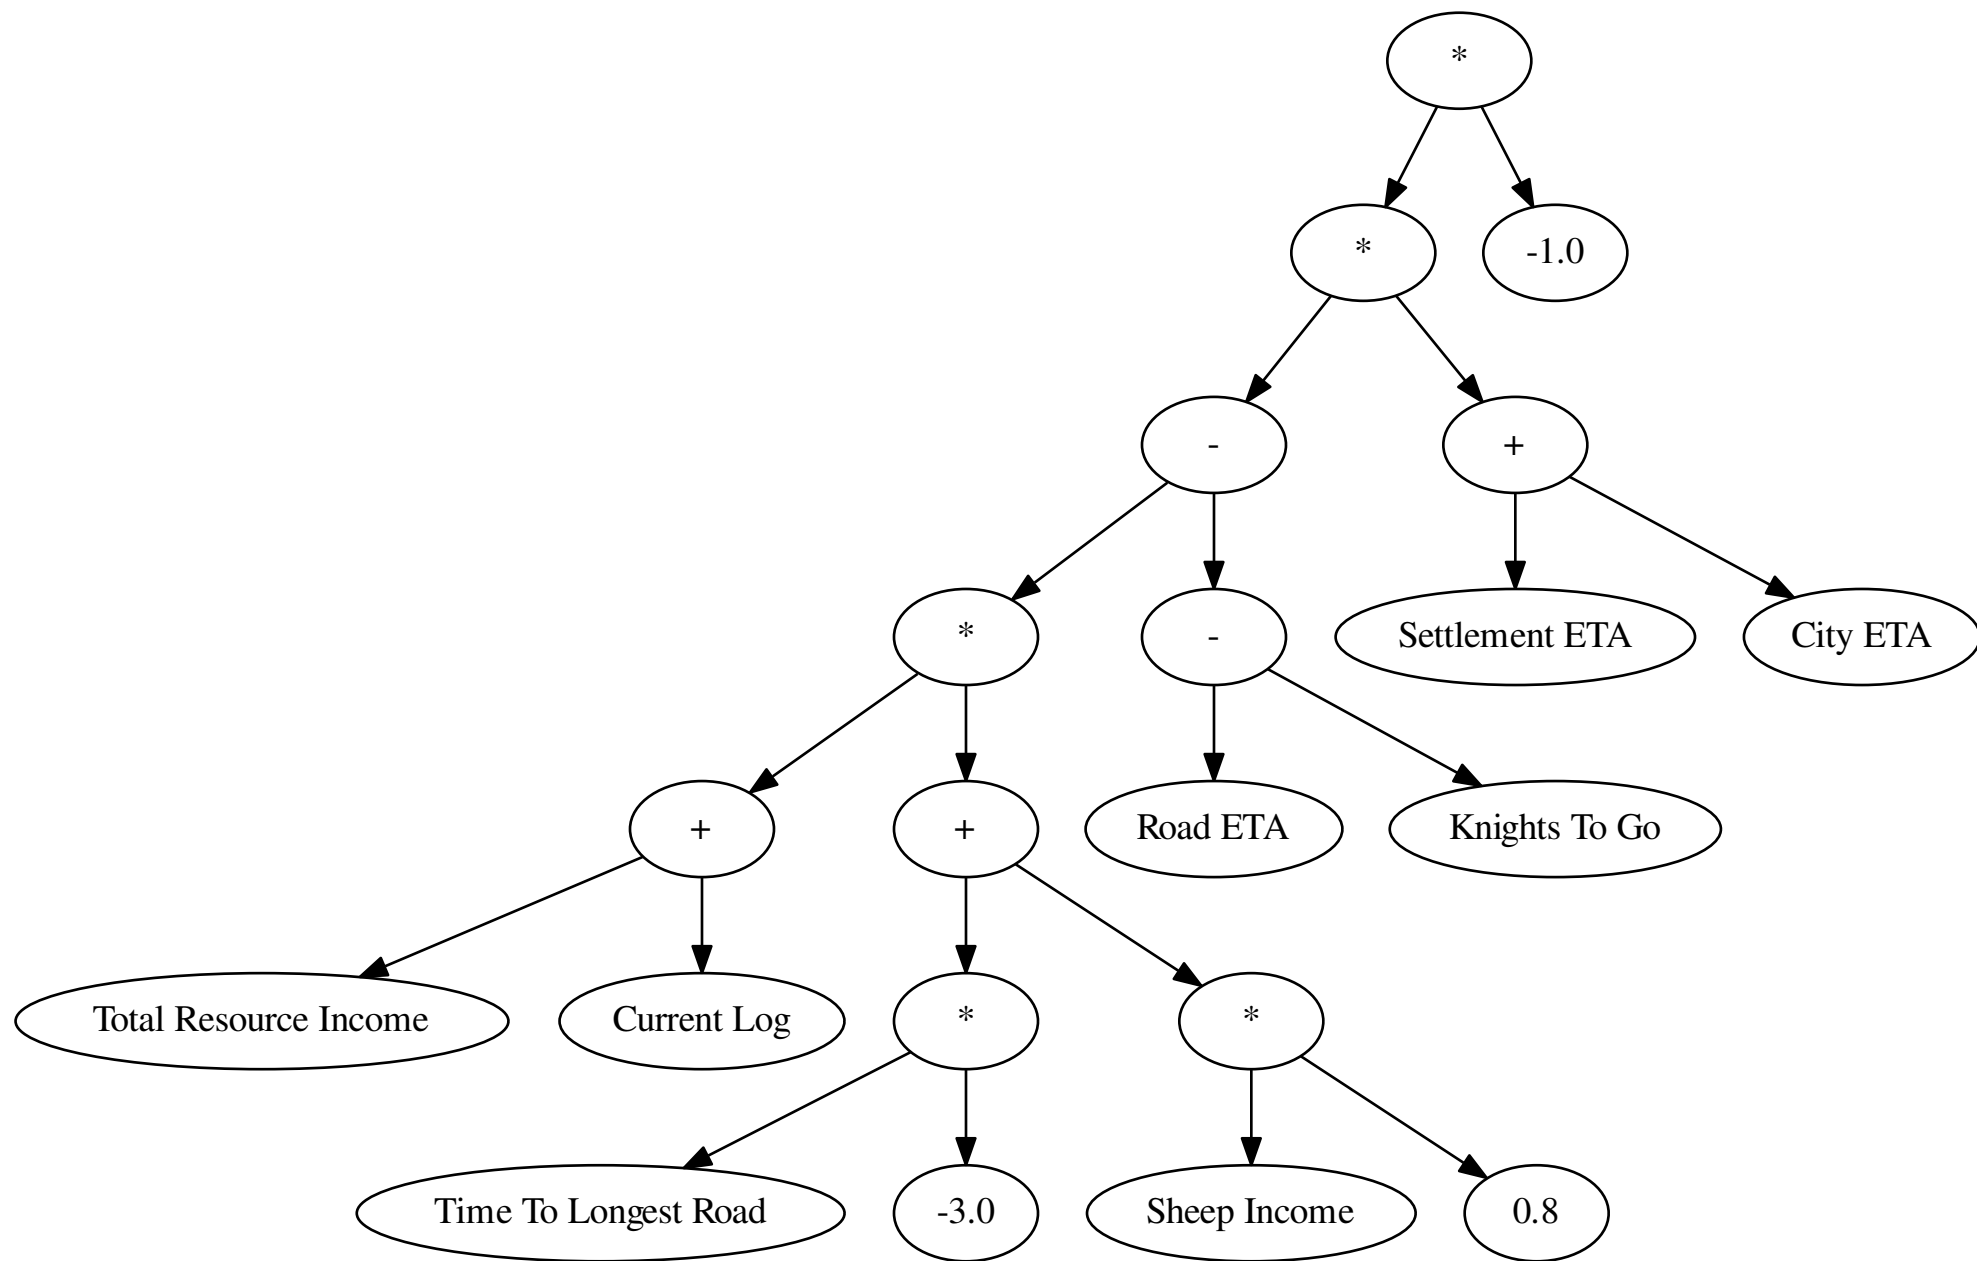 *
*
-1.0
-
+
*
-
Settlement ETA
City ETA
+
+
Road ETA
Knights To Go
Total Resource Income
Current Log
*
*
Time To Longest Road
-3.0
Sheep Income
0.8